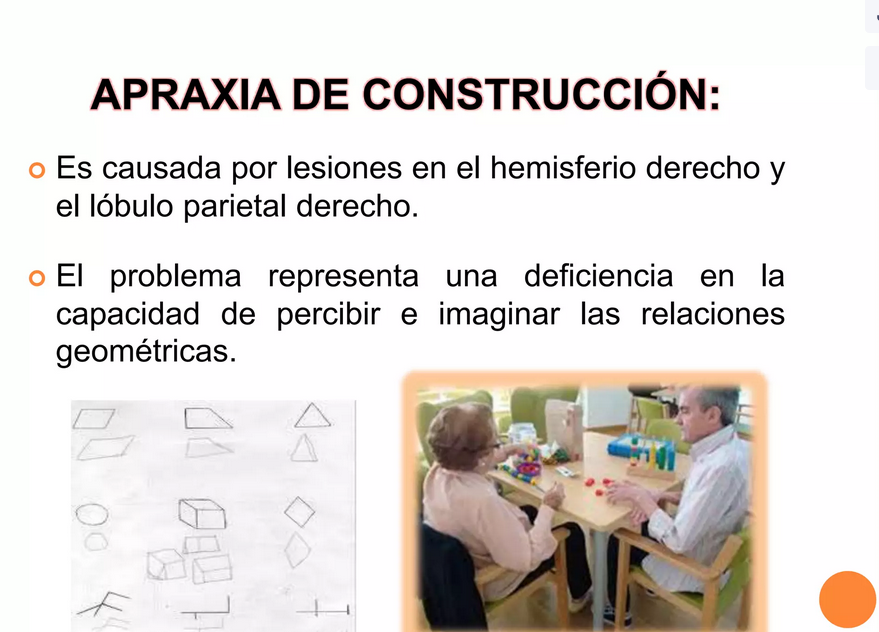 APRAXIA DE CONSTRUCCIÓN:
Es causada por lesiones en el hemisferio derecho y
el lóbulo parietal derecho.
El problema representa una deficiencia en la
capacidad de percibir e imaginar las relaciones
geométricas.